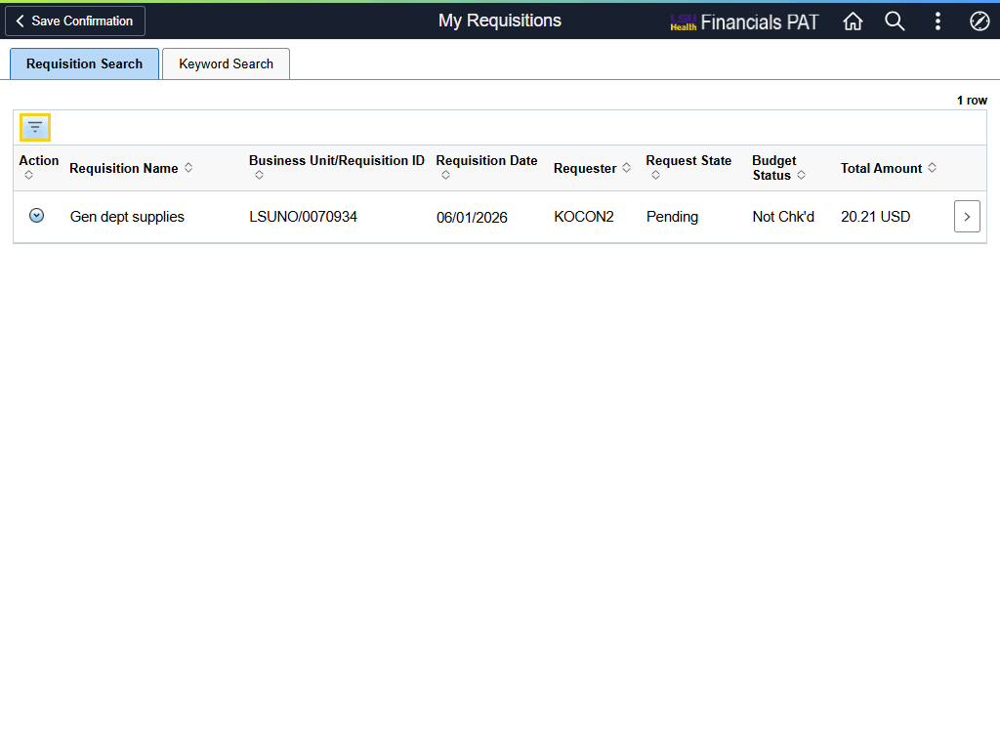 Save Confirmation
My Requisitions
LSU Health Financials PAT
Requisition Search
Keyword Search
1 row
Action Requisition Name Business Unit/Requisition ID Requisition Date Requester Request State Budget Status Total Amount
Gen dept supplies LSUNO/0070934 06/01/2026 KOCON2 Pending Not Chk'd 20.21 USD